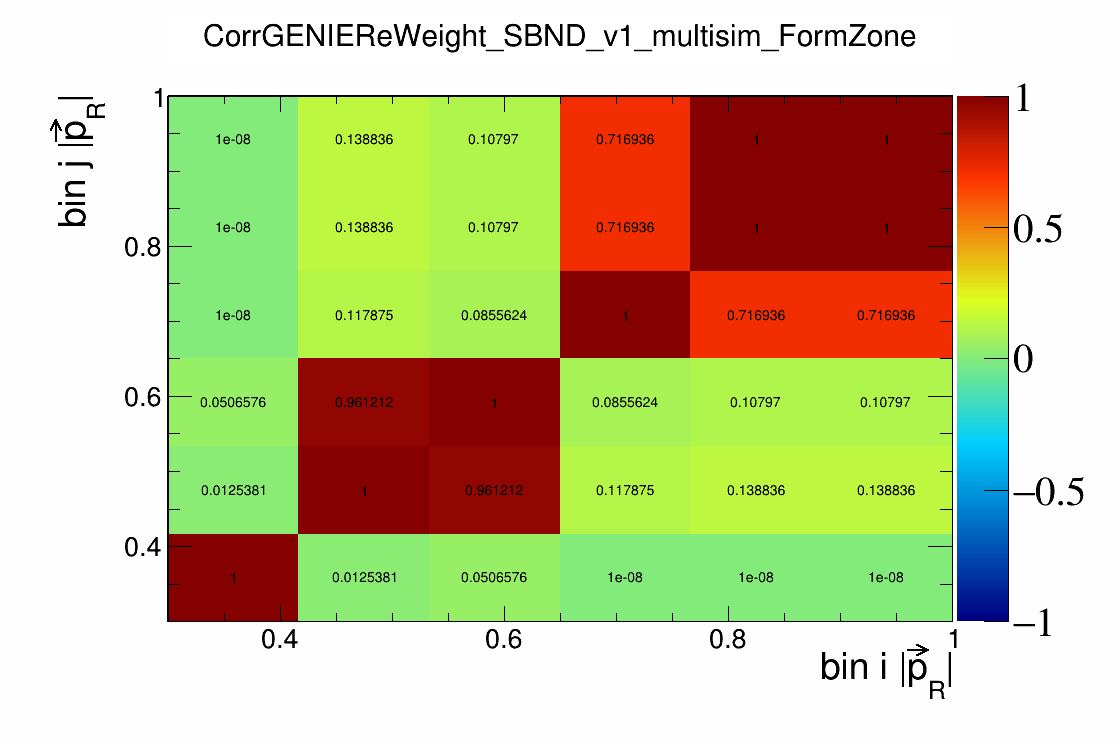 CorrGENIEReWeight_SBND_v1_multisim_FormZone
bin j |p⃗_R|
1
0.8
0.6
0.4
1e-08 0.138836 0.10797 0.716936 1 1
1e-08 0.138836 0.10797 0.716936 1 1
1e-08 0.117875 0.0855624 1 0.716936 0.716936
0.0506576 0.961212 1 0.0855624 0.10797 0.10797
0.0125381 1 0.961212 0.117875 0.138836 0.138836
1 0.0125381 0.0506576 1e-08 1e-08 1e-08
0.4 0.6 0.8 1
bin i |p⃗_R|
1
0.5
0
−0.5
−1